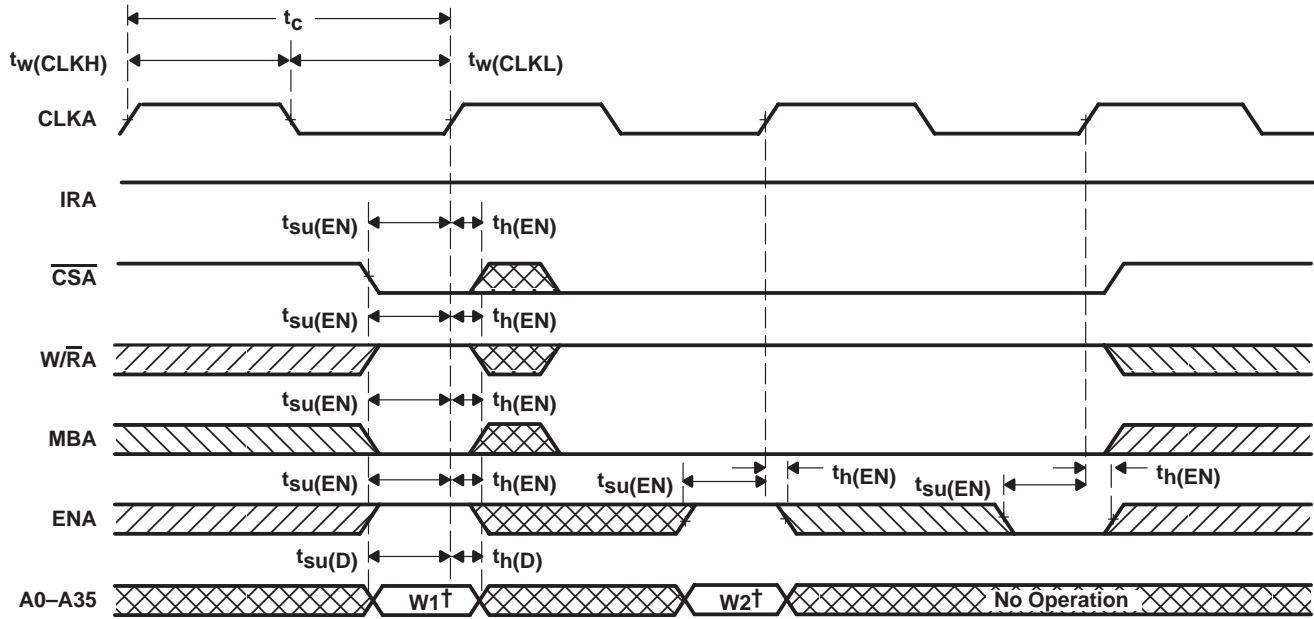 tc
tw(CLKH) tw(CLKL)
CLKA
IRA
tsu(EN) th(EN)
CSA
tsu(EN) th(EN)
W/RA
tsu(EN) th(EN)
MBA
tsu(EN) th(EN) tsu(EN) th(EN) tsu(EN) th(EN)
ENA
tsu(D) th(D)
A0–A35 W1† W2† No Operation